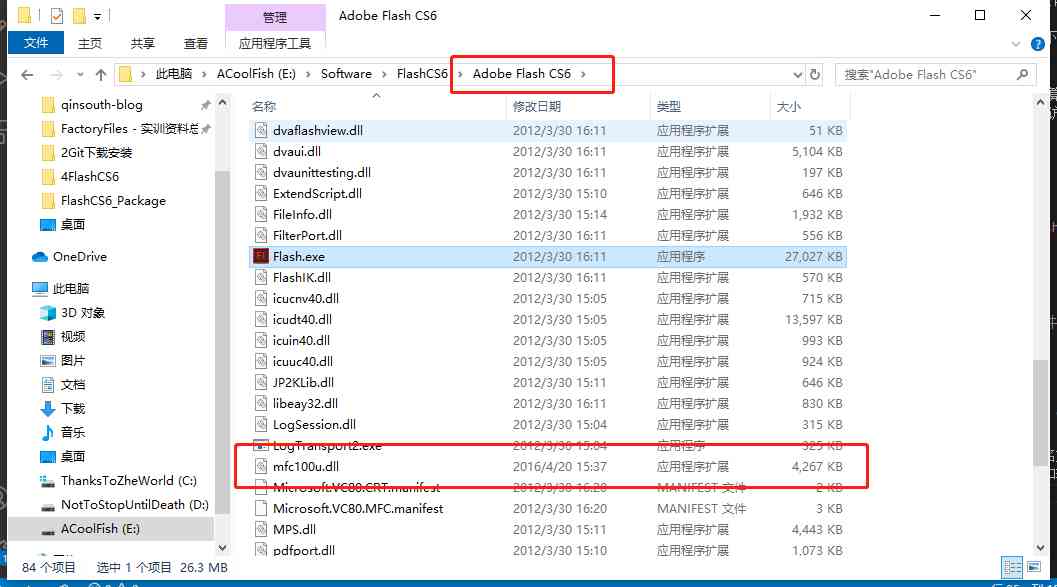 管理
Adobe Flash CS6
文件 主页 共享 查看 应用程序工具
此电脑 ACoolFish (E:) Software FlashCS6 Adobe Flash CS6
搜索"Adobe Flash CS6"
qinsouth-blog
FactoryFiles - 实训资料总
2Git下载安装
4FlashCS6
FlashCS6_Package
桌面
OneDrive
此电脑
3D 对象
视频
图片
文档
下载
音乐
桌面
ThanksToZheWorld (C:)
NotToStopUntilDeath (D:)
ACoolFish (E:)
名称 修改日期 类型 大小
dvaflashview.dll 2012/3/30 16:11 应用程序扩展 51 KB
dvaui.dll 2012/3/30 16:11 应用程序扩展 5,104 KB
dvaunittesting.dll 2012/3/30 16:11 应用程序扩展 197 KB
ExtendScript.dll 2012/3/30 15:10 应用程序扩展 646 KB
FileInfo.dll 2012/3/30 15:14 应用程序扩展 1,932 KB
FilterPort.dll 2012/3/30 16:11 应用程序扩展 556 KB
Flash.exe 2012/3/30 16:11 应用程序 27,027 KB
FlashIK.dll 2012/3/30 16:11 应用程序扩展 570 KB
icucnv40.dll 2012/3/30 15:05 应用程序扩展 715 KB
icudt40.dll 2012/3/30 15:05 应用程序扩展 13,597 KB
icuin40.dll 2012/3/30 15:05 应用程序扩展 993 KB
icuuc40.dll 2012/3/30 15:05 应用程序扩展 924 KB
JP2KLib.dll 2012/3/30 15:11 应用程序扩展 646 KB
libeay32.dll 2012/3/30 16:11 应用程序扩展 830 KB
LogSession.dll 2012/3/30 15:04 应用程序扩展 315 KB
LogTransport2.exe 2012/3/30 15:04 应用程序 325 KB
mfc100u.dll 2016/4/20 15:37 应用程序扩展 4,267 KB
Microsoft.VC80.CRT.manifest 2012/3/30 16:20 MANIFEST 文件 2 KB
Microsoft.VC80.MFC.manifest 2012/3/30 16:20 MANIFEST 文件 3 KB
MPS.dll 2012/3/30 15:11 应用程序扩展 4,443 KB
pdfport.dll 2012/3/30 15:10 应用程序扩展 1,073 KB
84 个项目 选中 1 个项目 26.3 MB